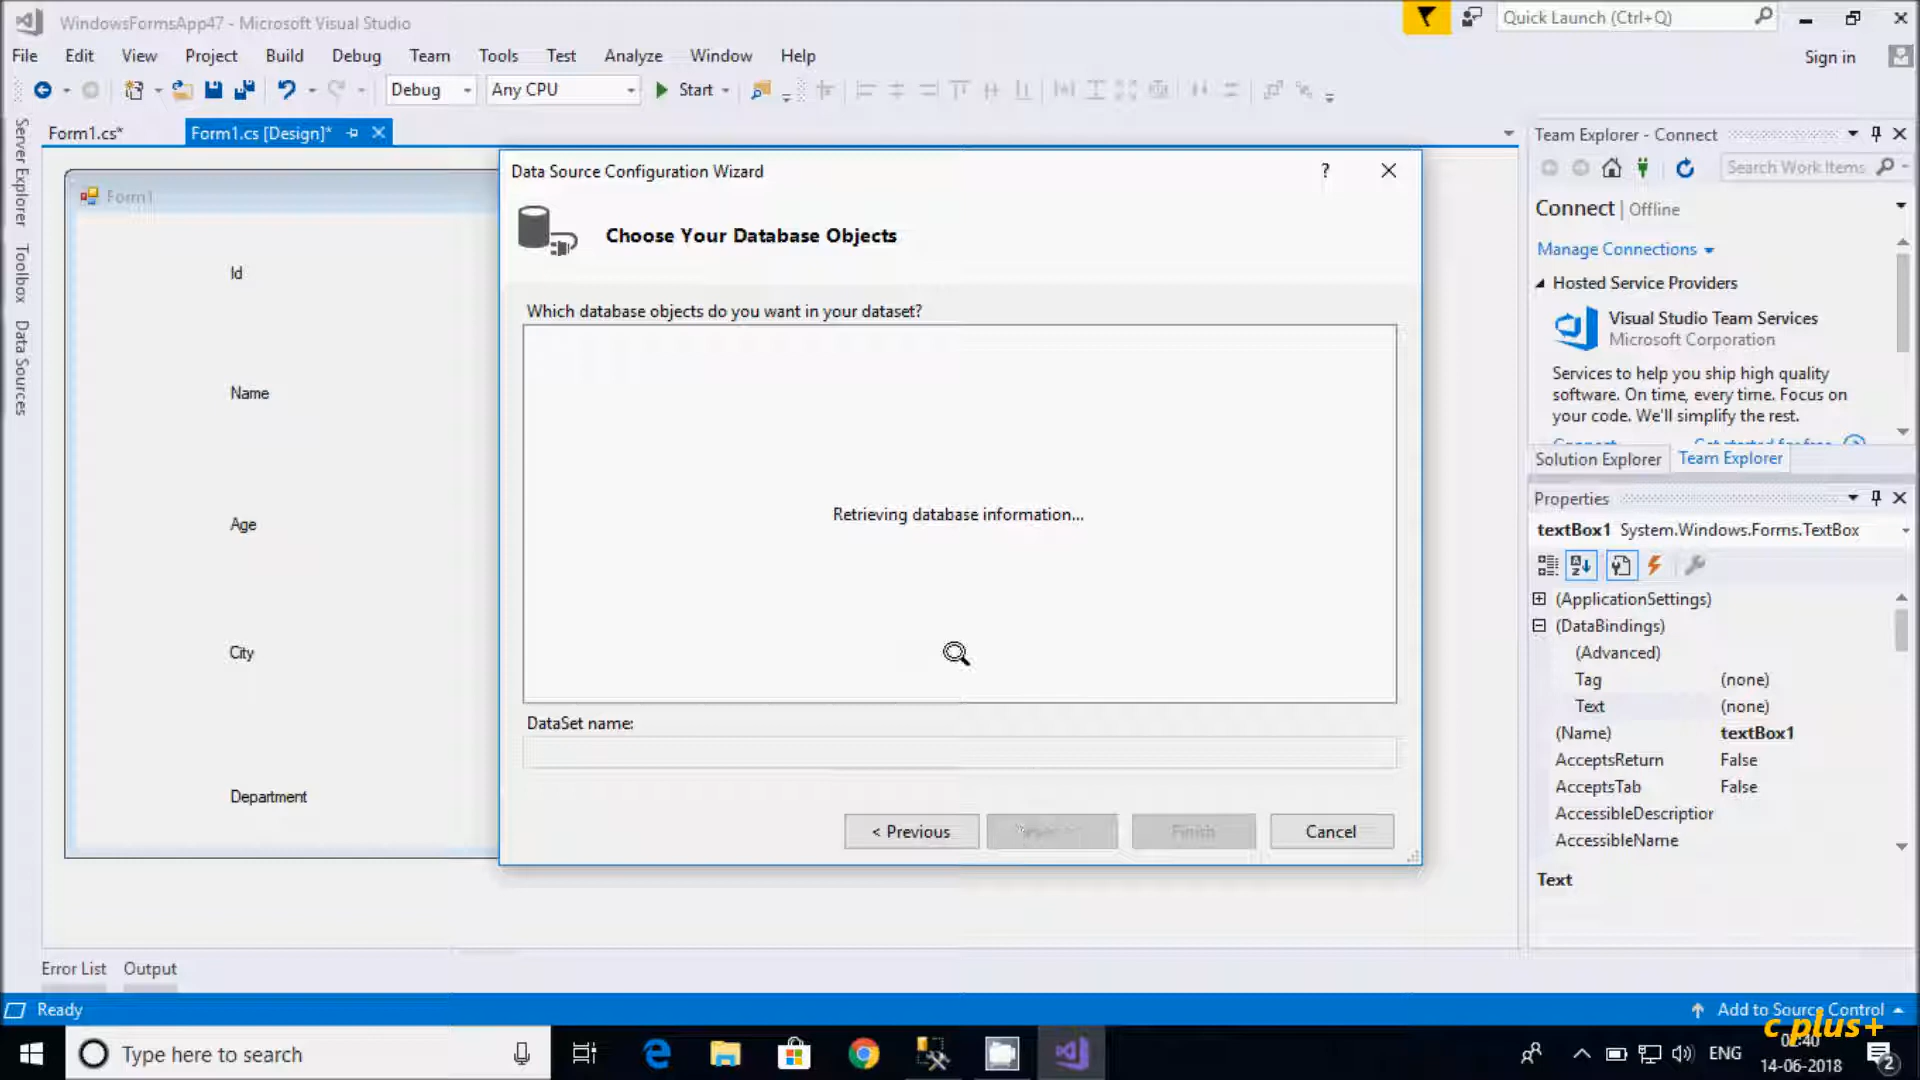 WindowsFormsApp47 - Microsoft Visual Studio
Quick Launch (Ctrl+Q)
File Edit View Project Build Debug Team Tools Test Analyze Window Help
Sign in
Debug Any CPU Start
Server Explorer
Toolbox
Data Sources
Form1.cs*
Form1.cs [Design]*
Form1
Id
Name
Age
City
Department
Data Source Configuration Wizard
?
Choose Your Database Objects
Which database objects do you want in your dataset?
Retrieving database information...
DataSet name:
< Previous
Finish
Cancel
Team Explorer - Connect
Search Work Items
Connect | Offline
Manage Connections
Hosted Service Providers
Visual Studio Team Services
Microsoft Corporation
Services to help you ship high quality
software. On time, every time. Focus on
your code. We'll simplify the rest.
Solution Explorer Team Explorer
Properties
textBox1 System.Windows.Forms.TextBox
(ApplicationSettings)
(DataBindings)
(Advanced)
Tag (none)
Text (none)
(Name) textBox1
AcceptsReturn False
AcceptsTab False
AccessibleDescriptior
AccessibleName
Text
Error List Output
Ready
Add to Source Control
c plus+
Type here to search
ENG
02:40
14-06-2018
2